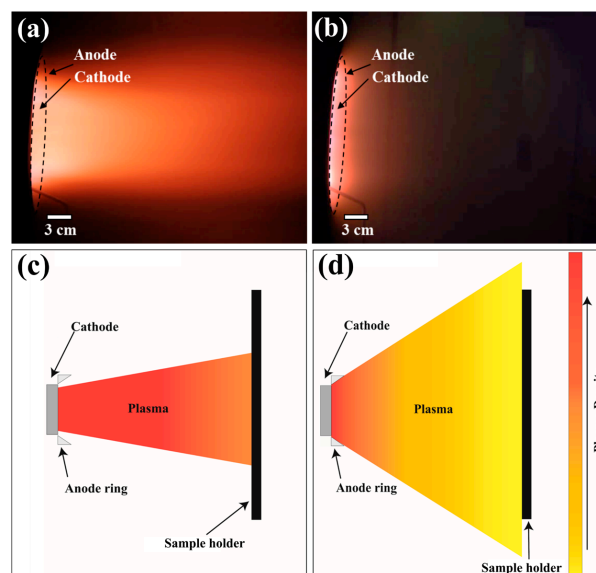 (a)
Anode
Cathode
3 cm
(b)
Anode
Cathode
3 cm
(c)
Cathode
Plasma
Anode ring
Sample holder
(d)
Cathode
Plasma
Anode ring
Sample holder